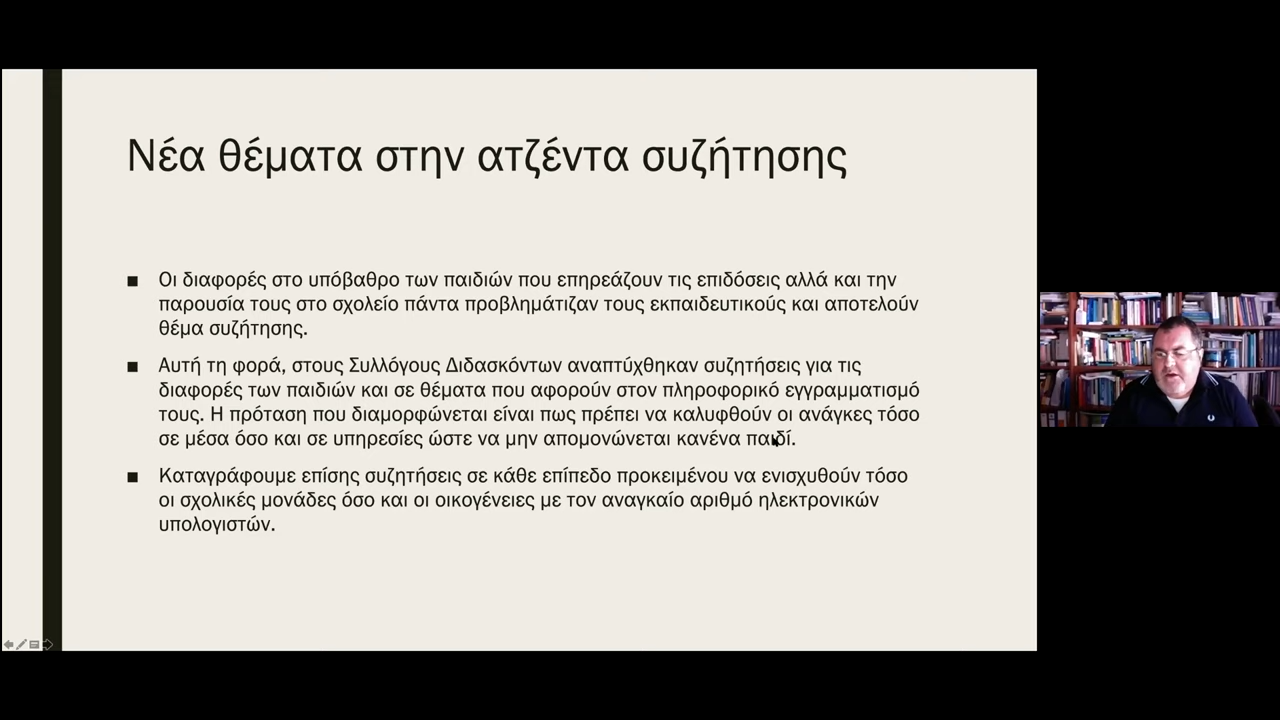 Νέα θέματα στην ατζέντα συζήτησης
■ Οι διαφορές στο υπόβαθρο των παιδιών που επηρεάζουν τις επιδόσεις αλλά και την
παρουσία τους στο σχολείο πάντα προβλημάτιζαν τους εκπαιδευτικούς και αποτελούν
θέμα συζήτησης.
■ Αυτή τη φορά, στους Συλλόγους Διδασκόντων αναπτύχθηκαν συζητήσεις για τις
διαφορές των παιδιών και σε θέματα που αφορούν στον πληροφορικό εγγραμματισμό
τους. Η πρόταση που διαμορφώνεται είναι πως πρέπει να καλυφθούν οι ανάγκες τόσο
σε μέσα όσο και σε υπηρεσίες ώστε να μην απομονώνεται κανένα παιδί.
■ Καταγράφουμε επίσης συζητήσεις σε κάθε επίπεδο προκειμένου να ενισχυθούν τόσο
οι σχολικές μονάδες όσο και οι οικογένειες με τον αναγκαίο αριθμό ηλεκτρονικών
υπολογιστών.